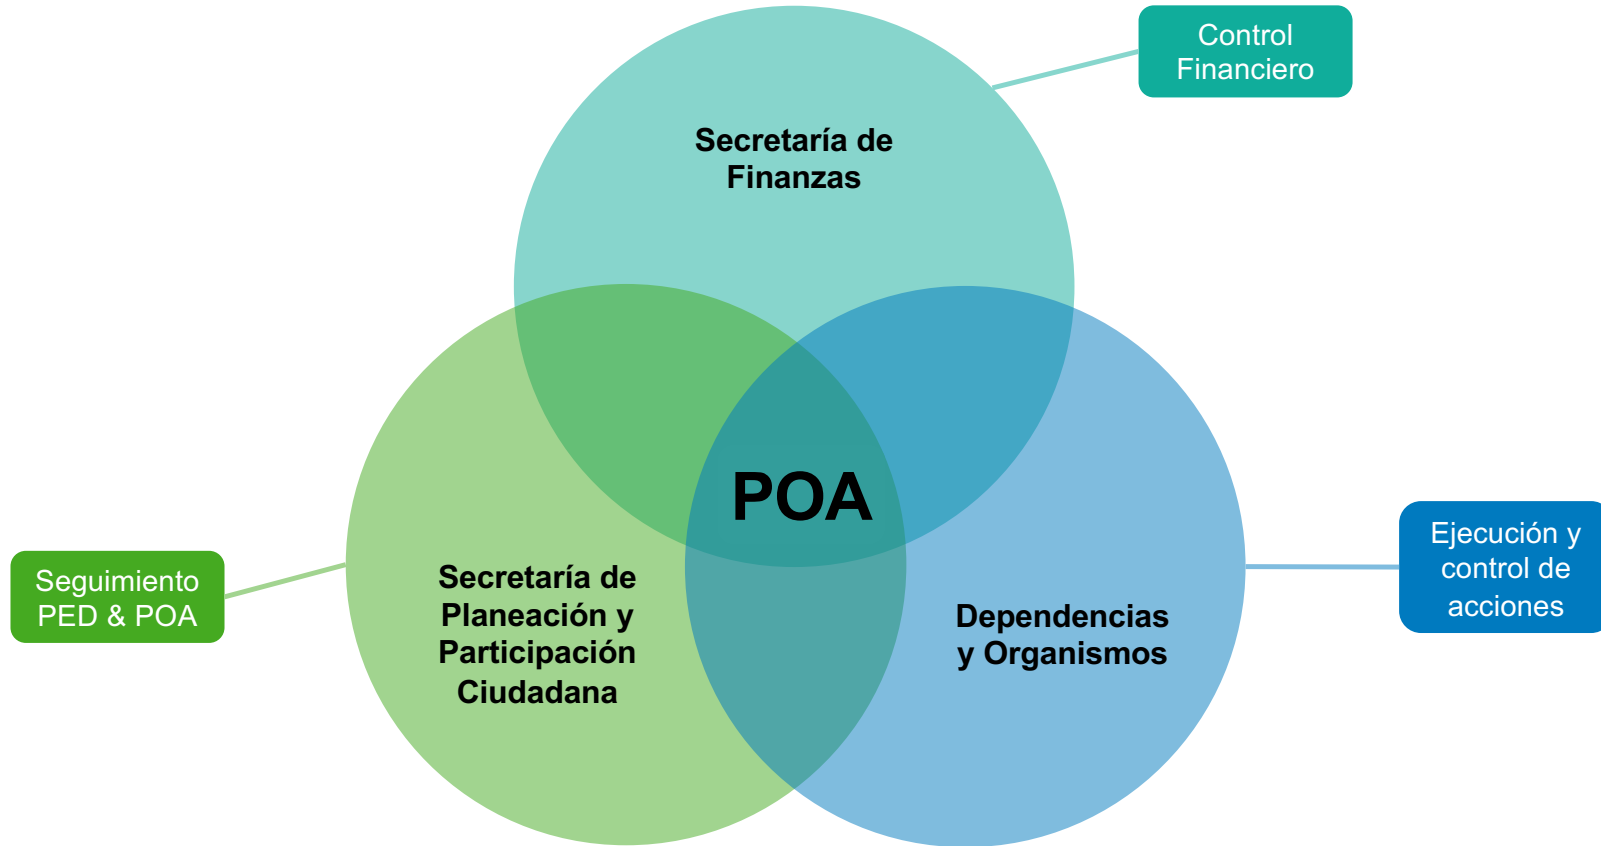 Control
Financiero
Secretaría de
Finanzas
POA
Seguimiento
PED & POA
Secretaría de
Planeación y
Participación
Ciudadana
Dependencias
y Organismos
Ejecución y
control de
acciones